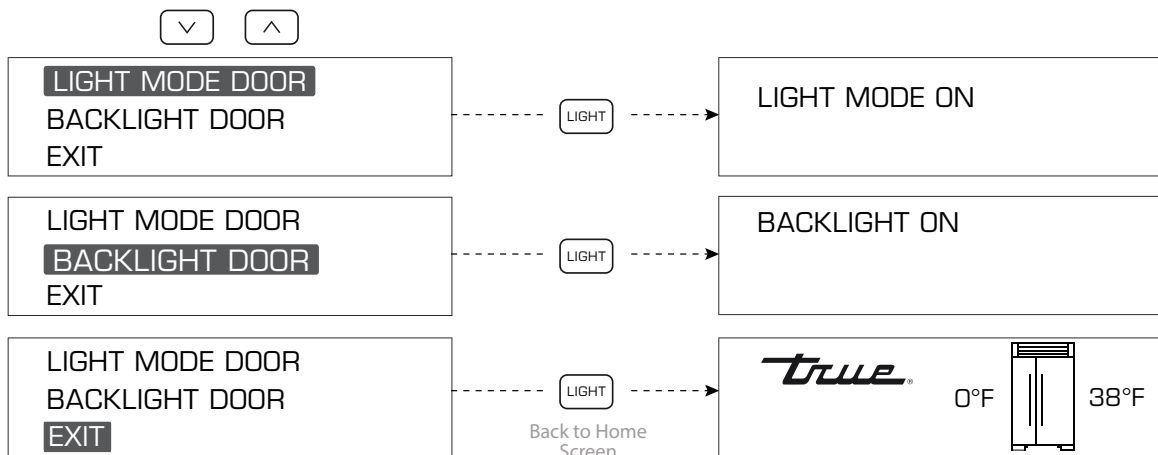 LIGHT MODE DOOR
BACKLIGHT DOOR
EXIT
LIGHT
LIGHT MODE ON
LIGHT MODE DOOR
BACKLIGHT DOOR
EXIT
LIGHT
BACKLIGHT ON
LIGHT MODE DOOR
BACKLIGHT DOOR
EXIT
LIGHT
Back to Home
Screen
true®
0°F
38°F